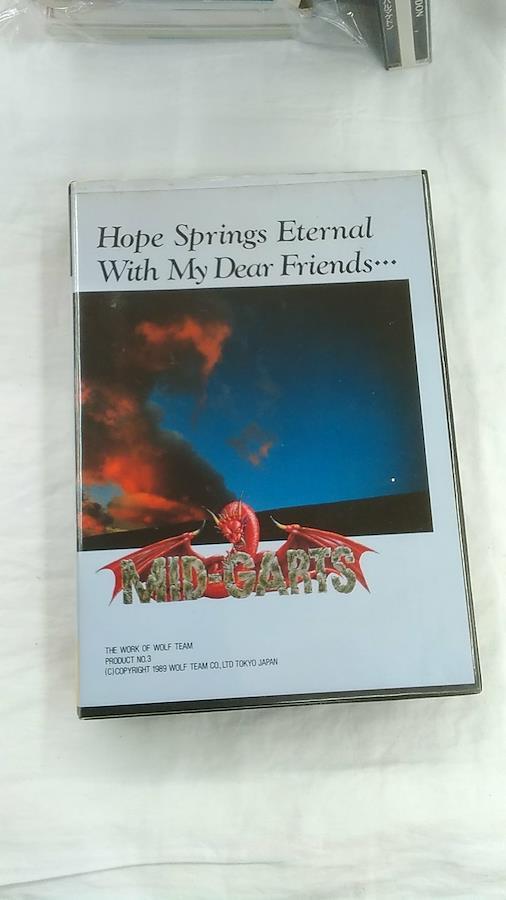 Hope Springs Eternal
With My Dear Friends•••
MID-GARTS
THE WORK OF WOLF TEAM
PRODUCT NO.3
(C)COPYRIGHT 1989 WOLF TEAM CO., LTD TOKYO JAPAN